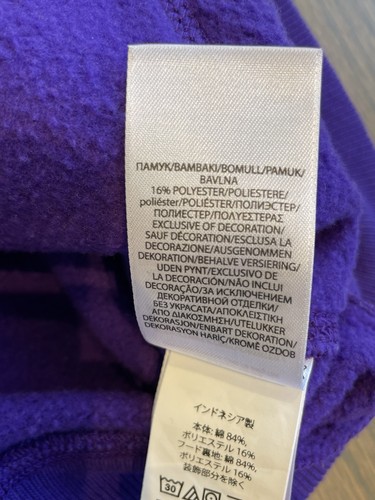 ПАМУК/BAMBAKI/BOMULL/PAMUK/
BAVLNA
16% POLYESTER/POLIESTERE/
poliéster/POLIÉSTER/ПОЛИЭСТЕР/
ПОЛИЕСТЕР/ΠΟΛΥΕΣΤΕΡΑΣ
EXCLUSIVE OF DECORATION/
SAUF DÉCORATION/ESCLUSA LA
DECORAZIONE/AUSGENOMMEN
DEKORATION/BEHALVE VERSIERING/
UDEN PYNT/EXCLUSIVO DE
LA DECORACIÓN/NÃO INCLUI
DECORAÇÃO/ЗА ИСКЛЮЧЕНИЕМ
ДЕКОРАТИВНОЙ ОТДЕЛКИ/
БЕЗ УКРАСАТА/ΑΠΟΚΛΕΙΣΤΙΚΗ
ΑΠΟ ΔΙΑΚΟΣΜΗΣΗ/UTELUKKER
DEKORASJON/ENBART DEKORATION/
DEKORASYON HARİÇ/KROMĚ OZDOB
インドネシア製
本体: 綿 84%,
ポリエステル 16%
フード裏地: 綿 84%,
ポリエステル 16%
装飾部分を除く
30